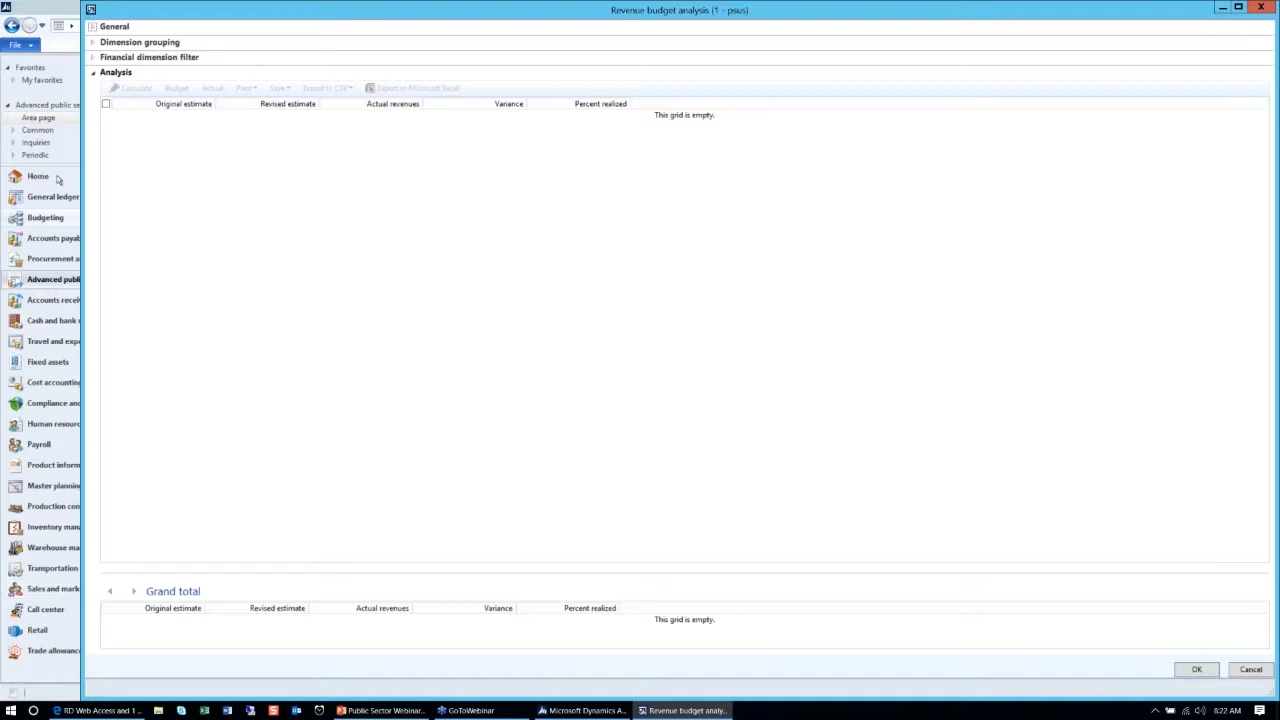 Revenue budget analysis (1 - psus)
File
Favorites
My favorites
Advanced public se
Area page
Common
Inquiries
Periodic
Home
General ledger
Budgeting
Accounts payab
Procurement a
Advanced publi
Accounts recei
Cash and bank
Travel and expe
Fixed assets
Cost accounting
Compliance and
Human resourc
Payroll
Product inform
Master planning
Production con
Inventory mana
Warehouse ma
Transportation
Sales and mark
Call center
Retail
Trade allowanc
General
Dimension grouping
Financial dimension filter
Analysis
Calculate Budget Actual Print Save Export to CSV Export to Microsoft Excel
Original estimate Revised estimate Actual revenues Variance Percent realized
This grid is empty.
Grand total
Original estimate Revised estimate Actual revenues Variance Percent realized
This grid is empty.
OK Cancel
RD Web Access and 1 ... Public Sector Webinar... GoToWebinar Microsoft Dynamics A... Revenue budget analy... 8:22 AM